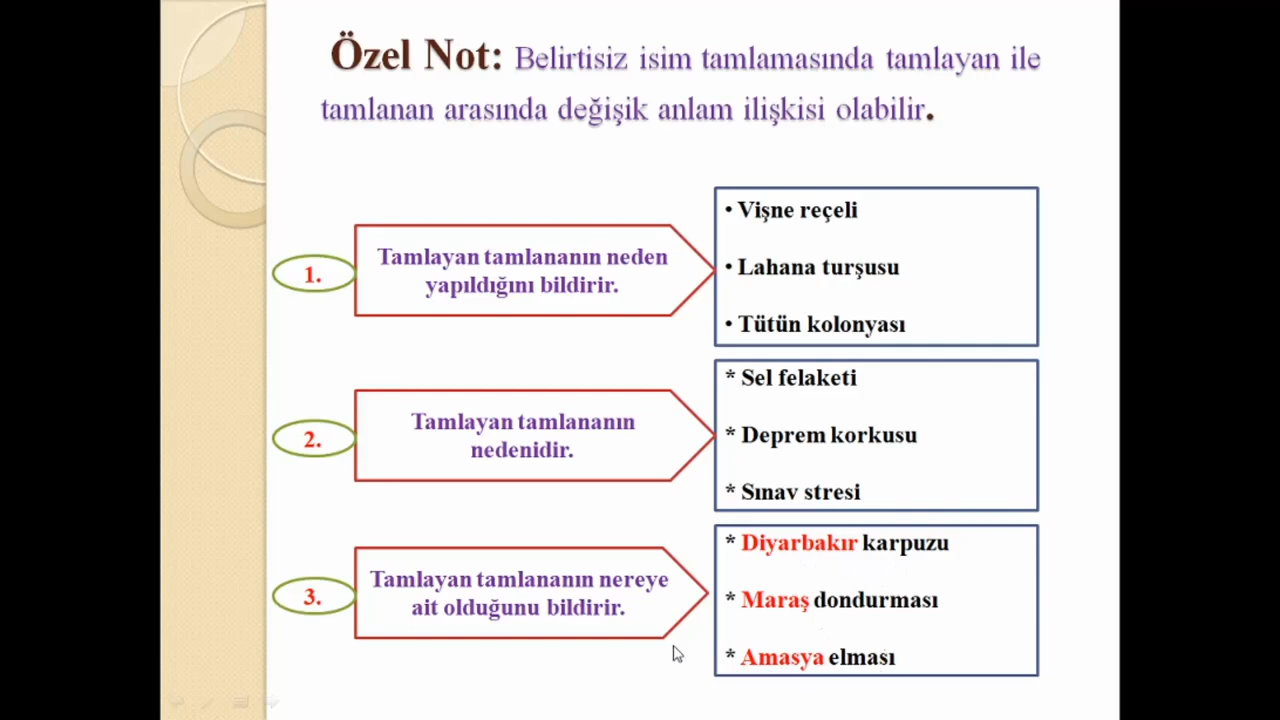 Özel Not: Belirtisiz isim tamlamasında tamlayan ile
tamlanan arasında değişik anlam ilişkisi olabilir.
1.
Tamlayan tamlananın neden
yapıldığını bildirir.
• Vişne reçeli
• Lahana turşusu
• Tütün kolonyası
2.
Tamlayan tamlananın
nedenidir.
* Sel felaketi
* Deprem korkusu
* Sınav stresi
3.
Tamlayan tamlananın nereye
ait olduğunu bildirir.
* Diyarbakır karpuzu
* Maraş dondurması
* Amasya elması